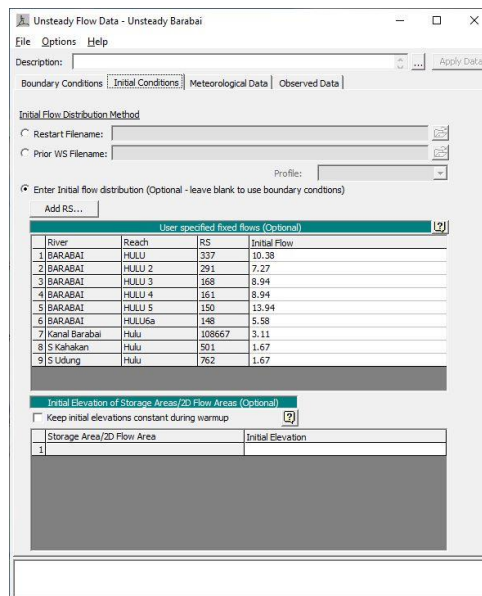 Unsteady Flow Data - Unsteady Barabai
File Options Help
Description: ... Apply Data
Boundary Conditions Initial Conditions Meteorological Data Observed Data
Initial Flow Distribution Method
Restart Filename:
Prior WS Filename:
Profile:
Enter Initial flow distribution (Optional - leave blank to use boundary condtions)
Add RS...
User specified fixed flows (Optional) ?
River Reach RS Initial Flow
1 BARABAI HULU 337 10.38
2 BARABAI HULU 2 291 7.27
3 BARABAI HULU 3 168 8.94
4 BARABAI HULU 4 161 8.94
5 BARABAI HULU 5 150 13.94
6 BARABAI HULU6a 148 5.58
7 Kanal Barabai Hulu 108667 3.11
8 S Kahakan Hulu 501 1.67
9 S Udung Hulu 762 1.67
Initial Elevation of Storage Areas/2D Flow Areas (Optional)
Keep initial elevations constant during warmup ?
Storage Area/2D Flow Area Initial Elevation
1